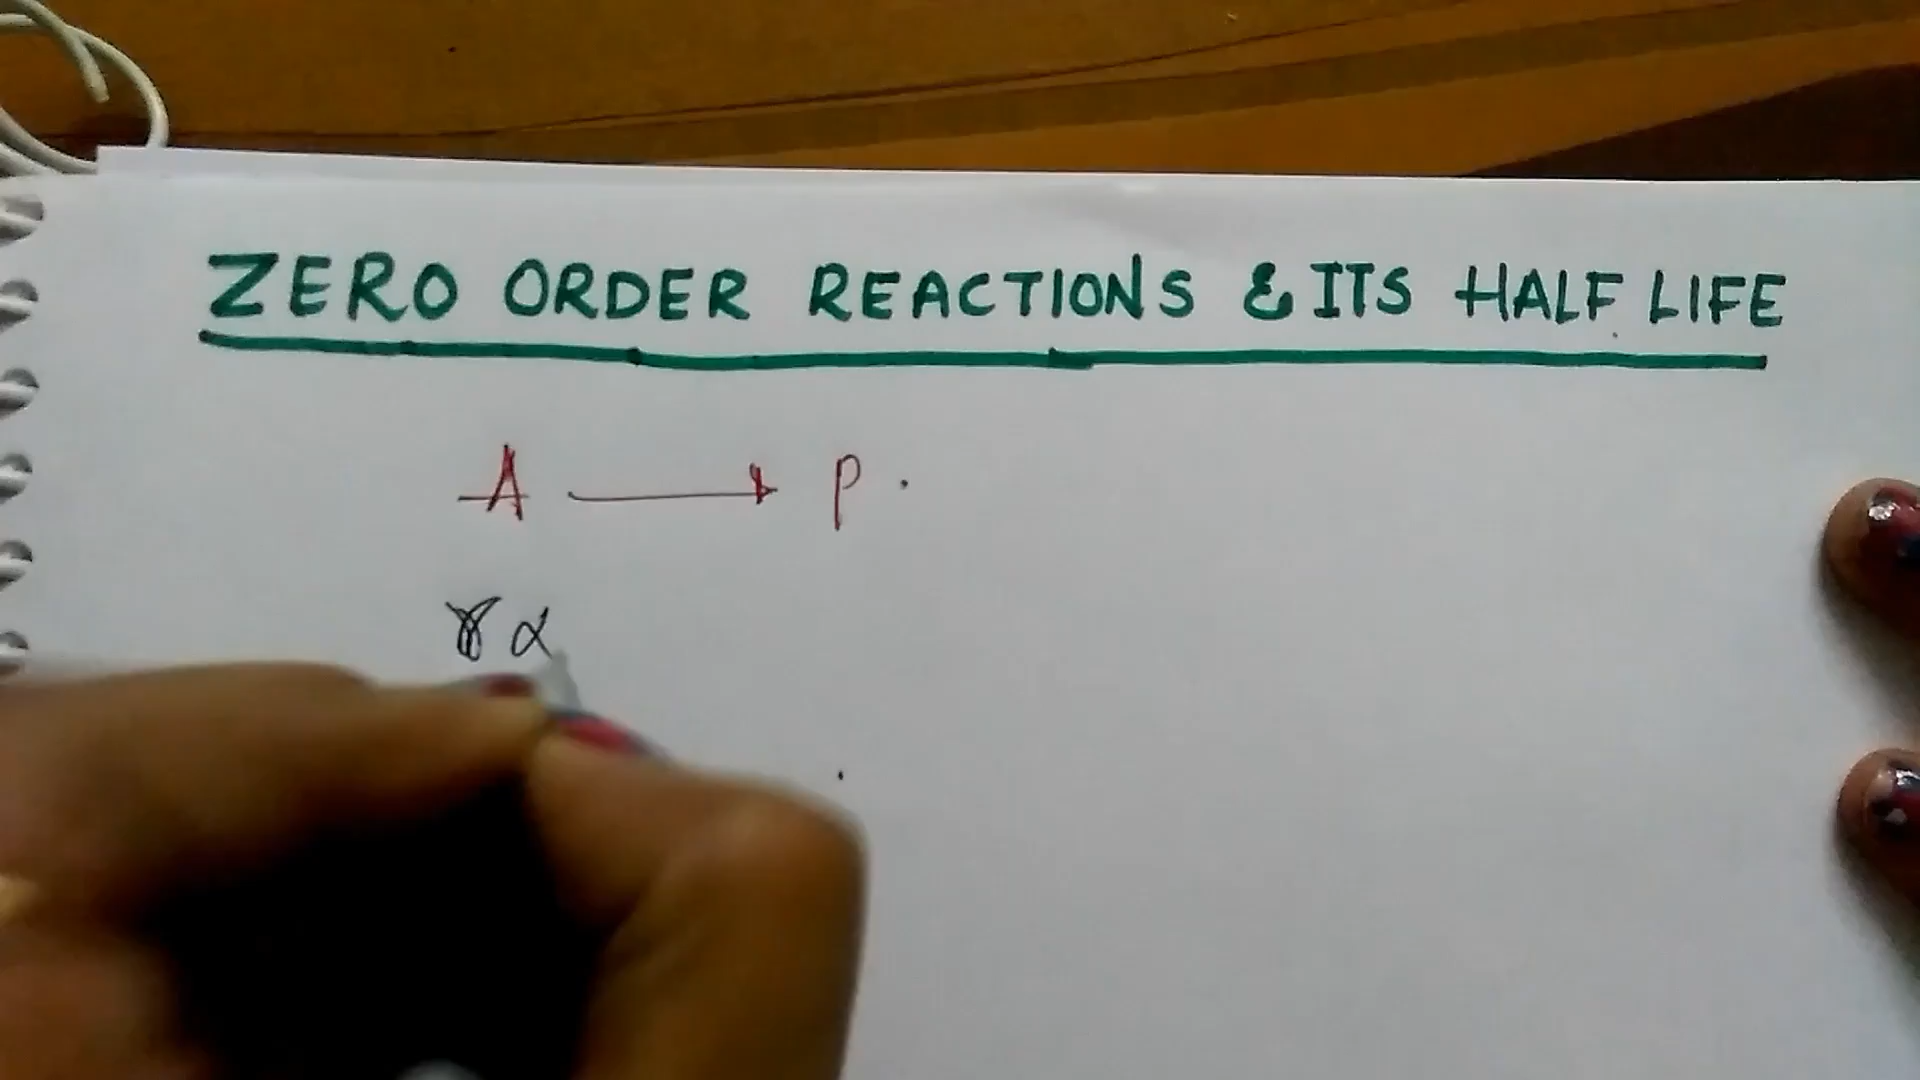 ZERO ORDER REACTIONS & ITS HALF LIFE
A → P.
r α